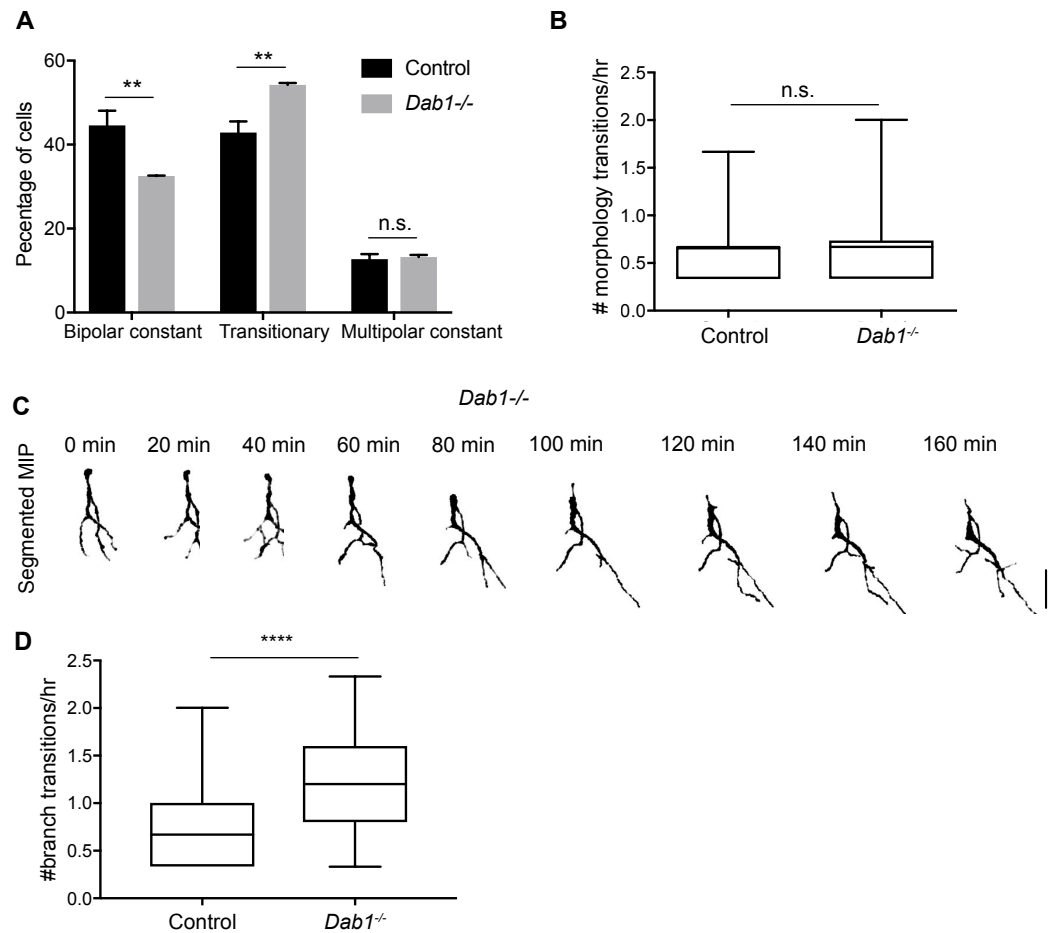 A
Pecentage of cells
60
40
20
0
**
**
n.s.
Control
Dab1-/-
Bipolar constant
Transitionary
Multipolar constant
B
# morphology transitions/hr
2.5
2.0
1.5
1.0
0.5
0.0
n.s.
Control
Dab1-/-
C
Dab1-/-
Segmented MIP
0 min 20 min 40 min 60 min 80 min 100 min 120 min 140 min 160 min
D
#branch transitions/hr
2.5
2.0
1.5
1.0
0.5
0.0
****
Control
Dab1-/-